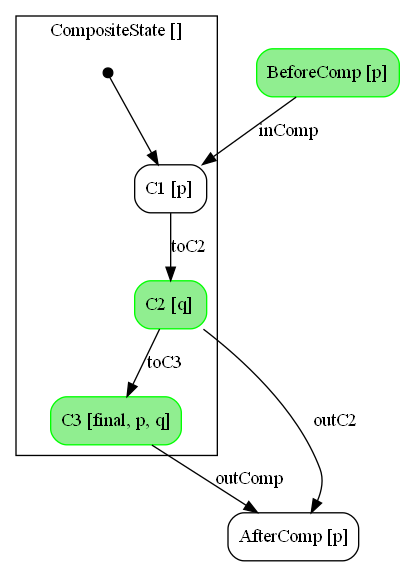 CompositeState []
BeforeComp [p]
inComp
C1 [p]
toC2
C2 [q]
toC3
C3 [final, p, q]
outC2
outComp
AfterComp [p]